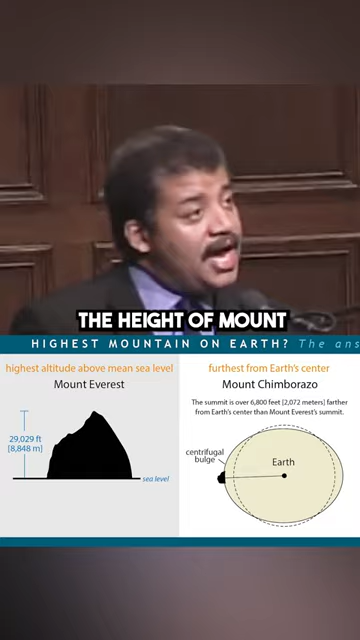 THE HEIGHT OF MOUNT
HIGHEST MOUNTAIN ON EARTH? The ans
highest altitude above mean sea level
Mount Everest
29,029 ft
[8,848 m]
sea level
furthest from Earth's center
Mount Chimborazo
The summit is over 6,800 feet [2,072 meters] farther
from Earth's center than Mount Everest's summit.
centrifugal
bulge
Earth